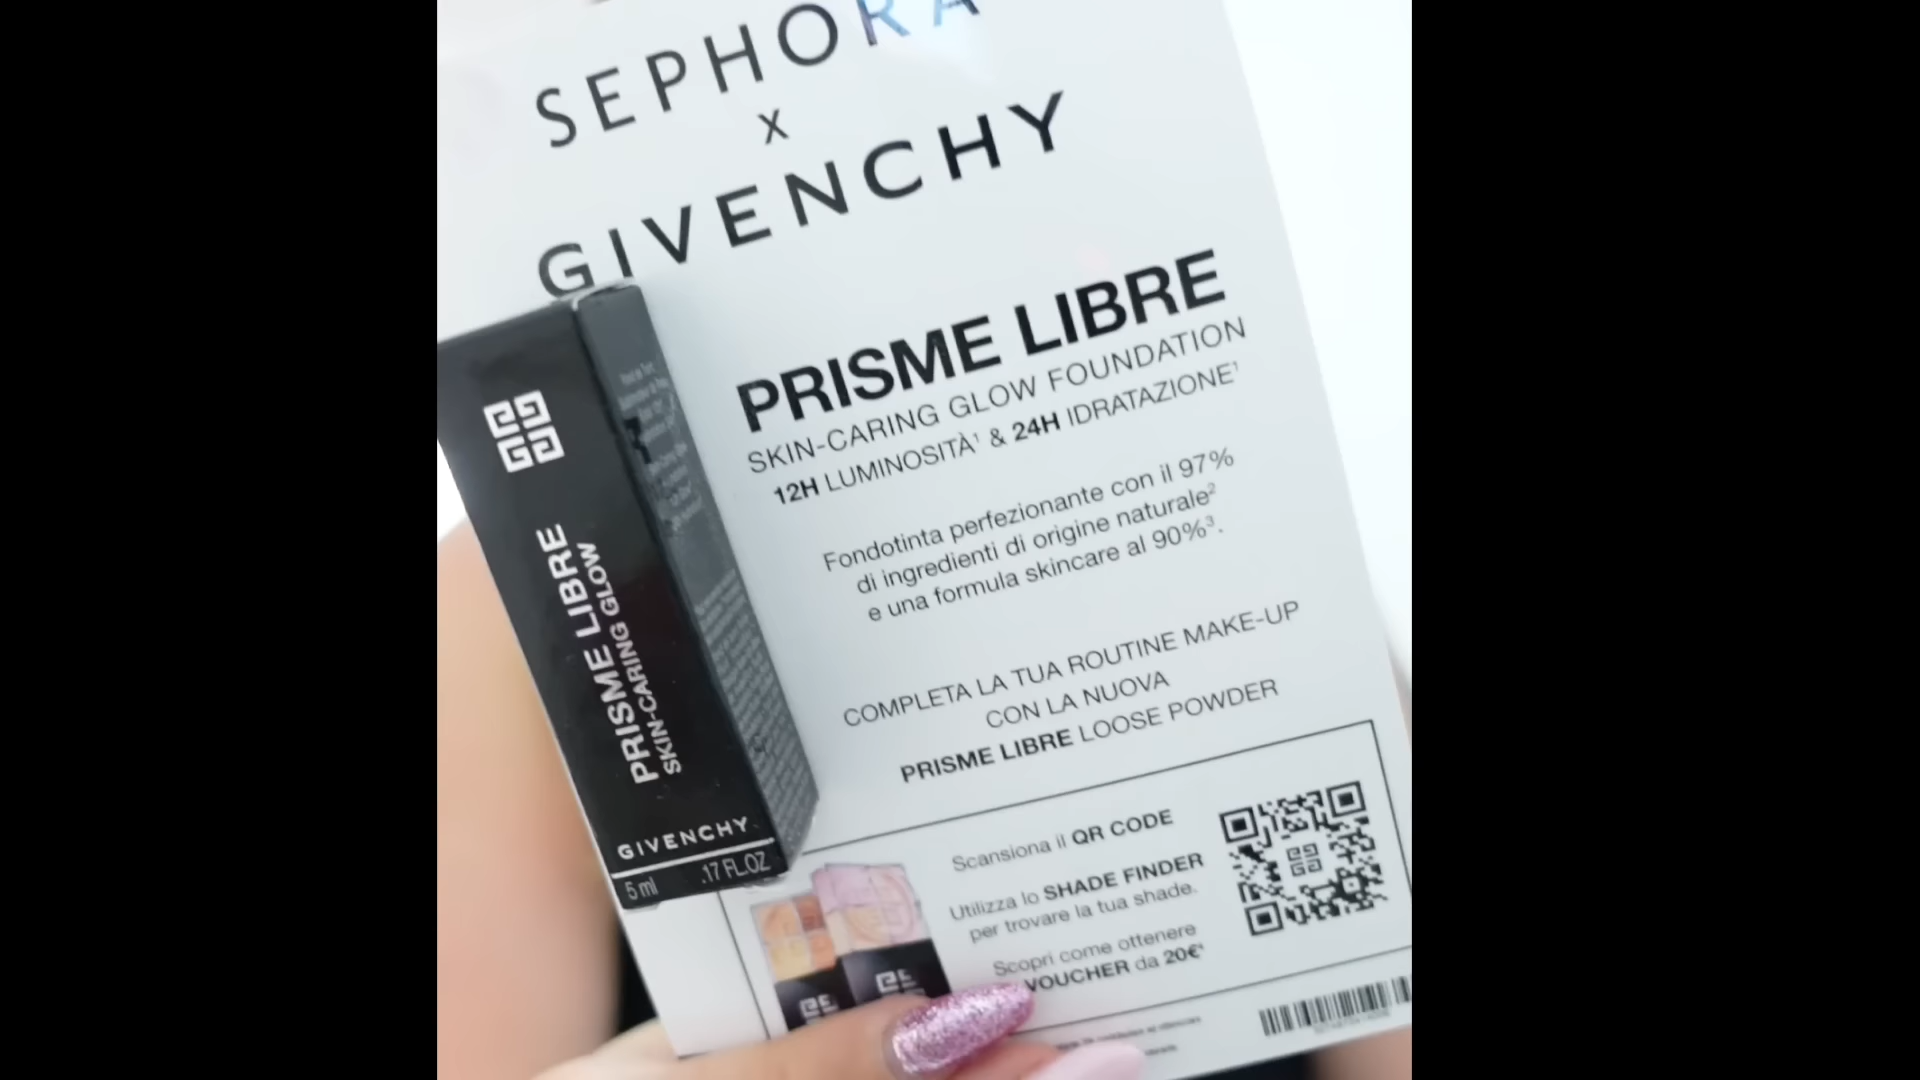 SEPHORA
x
GIVENCHY
PRISME LIBRE
SKIN-CARING GLOW FOUNDATION
12H LUMINOSITÀ¹ & 24H IDRATAZIONE¹
Fondotinta perfezionante con il 97%
di ingredienti di origine naturale²
e una formula skincare al 90%³.
COMPLETA LA TUA ROUTINE MAKE-UP
CON LA NUOVA
PRISME LIBRE LOOSE POWDER
Scansiona il QR CODE
Utilizza lo SHADE FINDER
per trovare la tua shade.
Scopri come ottenere
VOUCHER da 20€⁴
PRISME LIBRE
SKIN-CARING GLOW
GIVENCHY
5 ml .17 FL.OZ